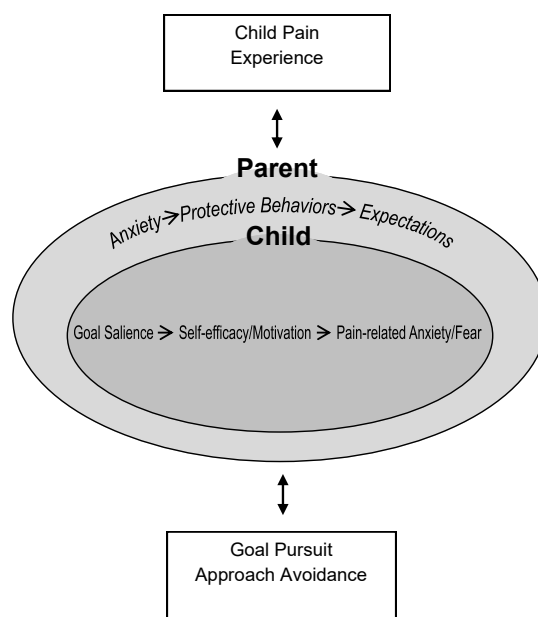 Child Pain
Experience
Parent
Anxiety > Protective Behaviors > Expectations
Child
Goal Salience > Self-efficacy/Motivation > Pain-related Anxiety/Fear
Goal Pursuit
Approach Avoidance